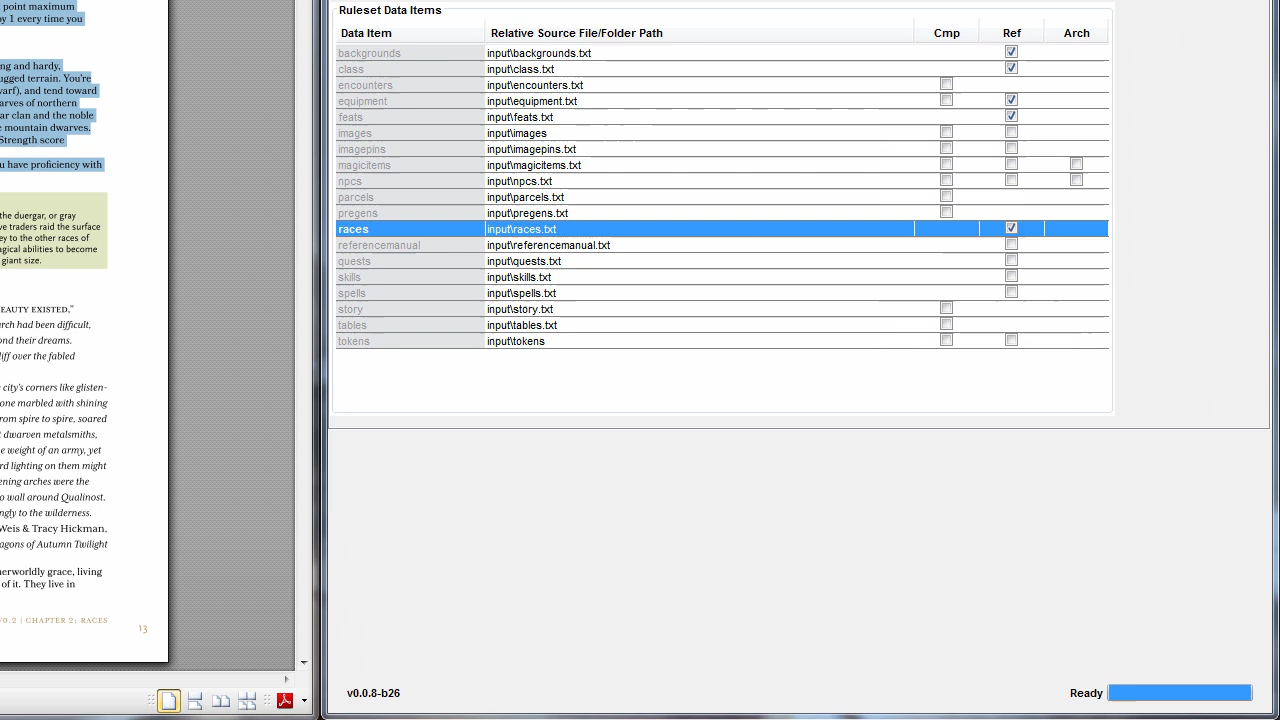 point maximum
by 1 every time you
ng and hardy,
ugged terrain. You're
warf), and tend toward
arves of northern
ar clan and the noble
e mountain dwarves.
Strength score
u have proficiency with
the duergar, or gray
ve traders raid the surface
ey to the other races of
agical abilities to become
giant size.
EAUTY EXISTED,"
arch had been difficult,
ond their dreams.
liff over the fabled
e city's corners like glisten-
one marbled with shining
rom spire to spire, soared
t dwarven metalsmiths,
e weight of an army, yet
rd lighting on them might
ening arches were the
o wall around Qualinost.
ngly to the wilderness.
Weis & Tracy Hickman,
agons of Autumn Twilight
herworldly grace, living
of it. They live in
V0.2 | CHAPTER 2: RACES
13
Ruleset Data Items
Data Item Relative Source File/Folder Path Cmp Ref Arch
backgrounds input\backgrounds.txt
class input\class.txt
encounters input\encounters.txt
equipment input\equipment.txt
feats input\feats.txt
images input\images
imagepins input\imagepins.txt
magicitems input\magicitems.txt
npcs input\npcs.txt
parcels input\parcels.txt
pregens input\pregens.txt
races input\races.txt
referencemanual input\referencemanual.txt
quests input\quests.txt
skills input\skills.txt
spells input\spells.txt
story input\story.txt
tables input\tables.txt
tokens input\tokens
v0.0.8-b26 Ready